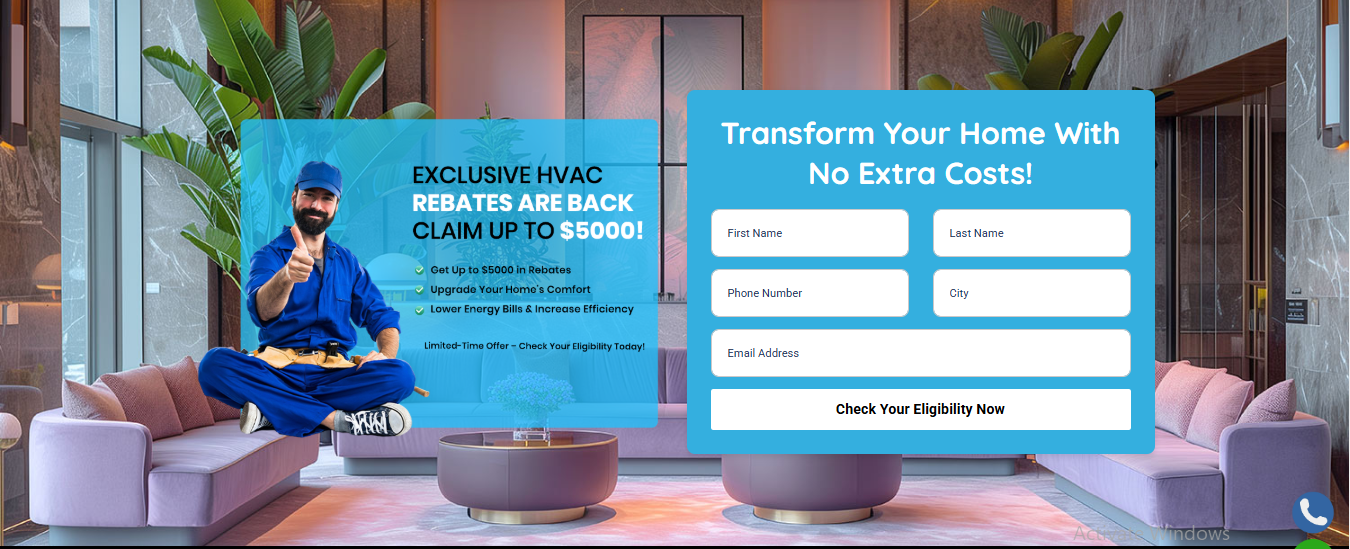 EXCLUSIVE HVAC
REBATES ARE BACK
CLAIM UP TO $5000!
Get Up to $5000 in Rebates
Upgrade Your Home's Comfort
Lower Energy Bills & Increase Efficiency
Limited-Time Offer – Check Your Eligibility Today!
Transform Your Home With
No Extra Costs!
First Name
Last Name
Phone Number
City
Email Address
Check Your Eligibility Now
Activate Windows